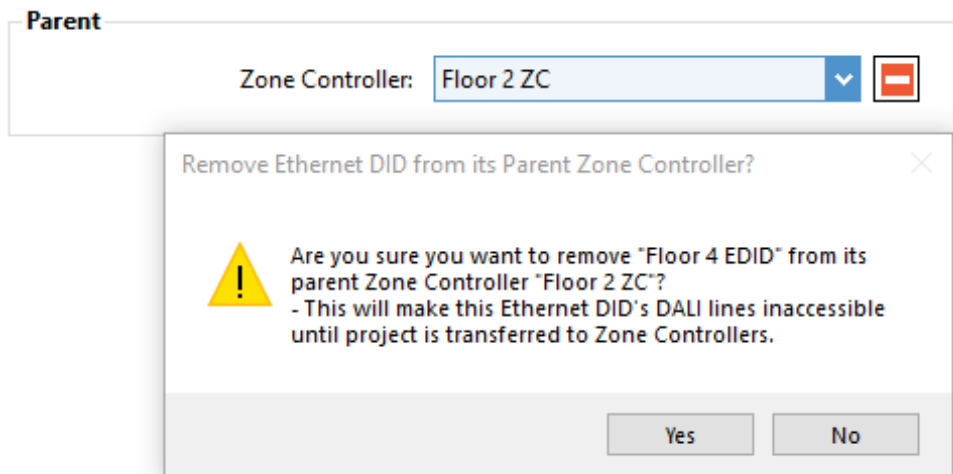 Parent
Zone Controller: Floor 2 ZC
Remove Ethernet DID from its Parent Zone Controller?
Are you sure you want to remove "Floor 4 EDID" from its
parent Zone Controller "Floor 2 ZC"?
- This will make this Ethernet DID's DALI lines inaccessible
until project is transferred to Zone Controllers.
Yes No